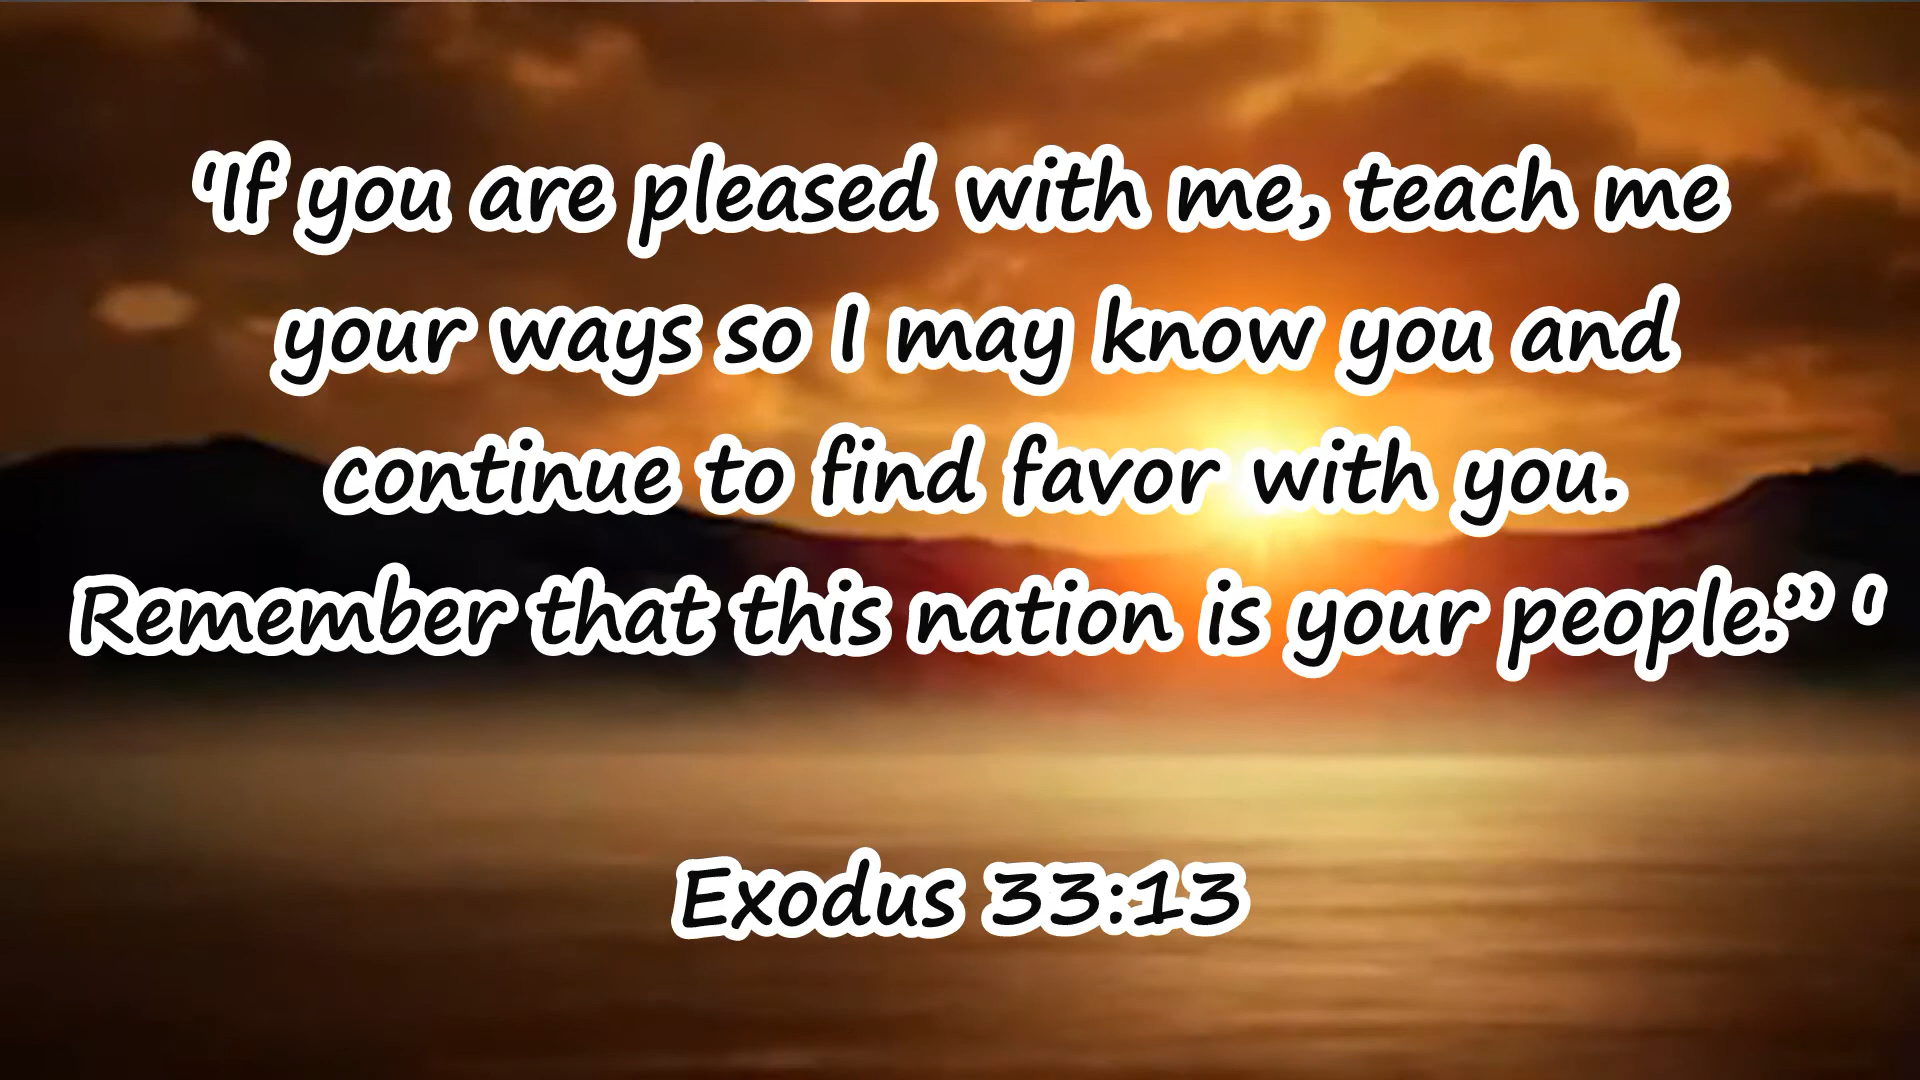 'If you are pleased with me, teach me
your ways so I may know you and
continue to find favor with you.
Remember that this nation is your people.” '
Exodus 33:13